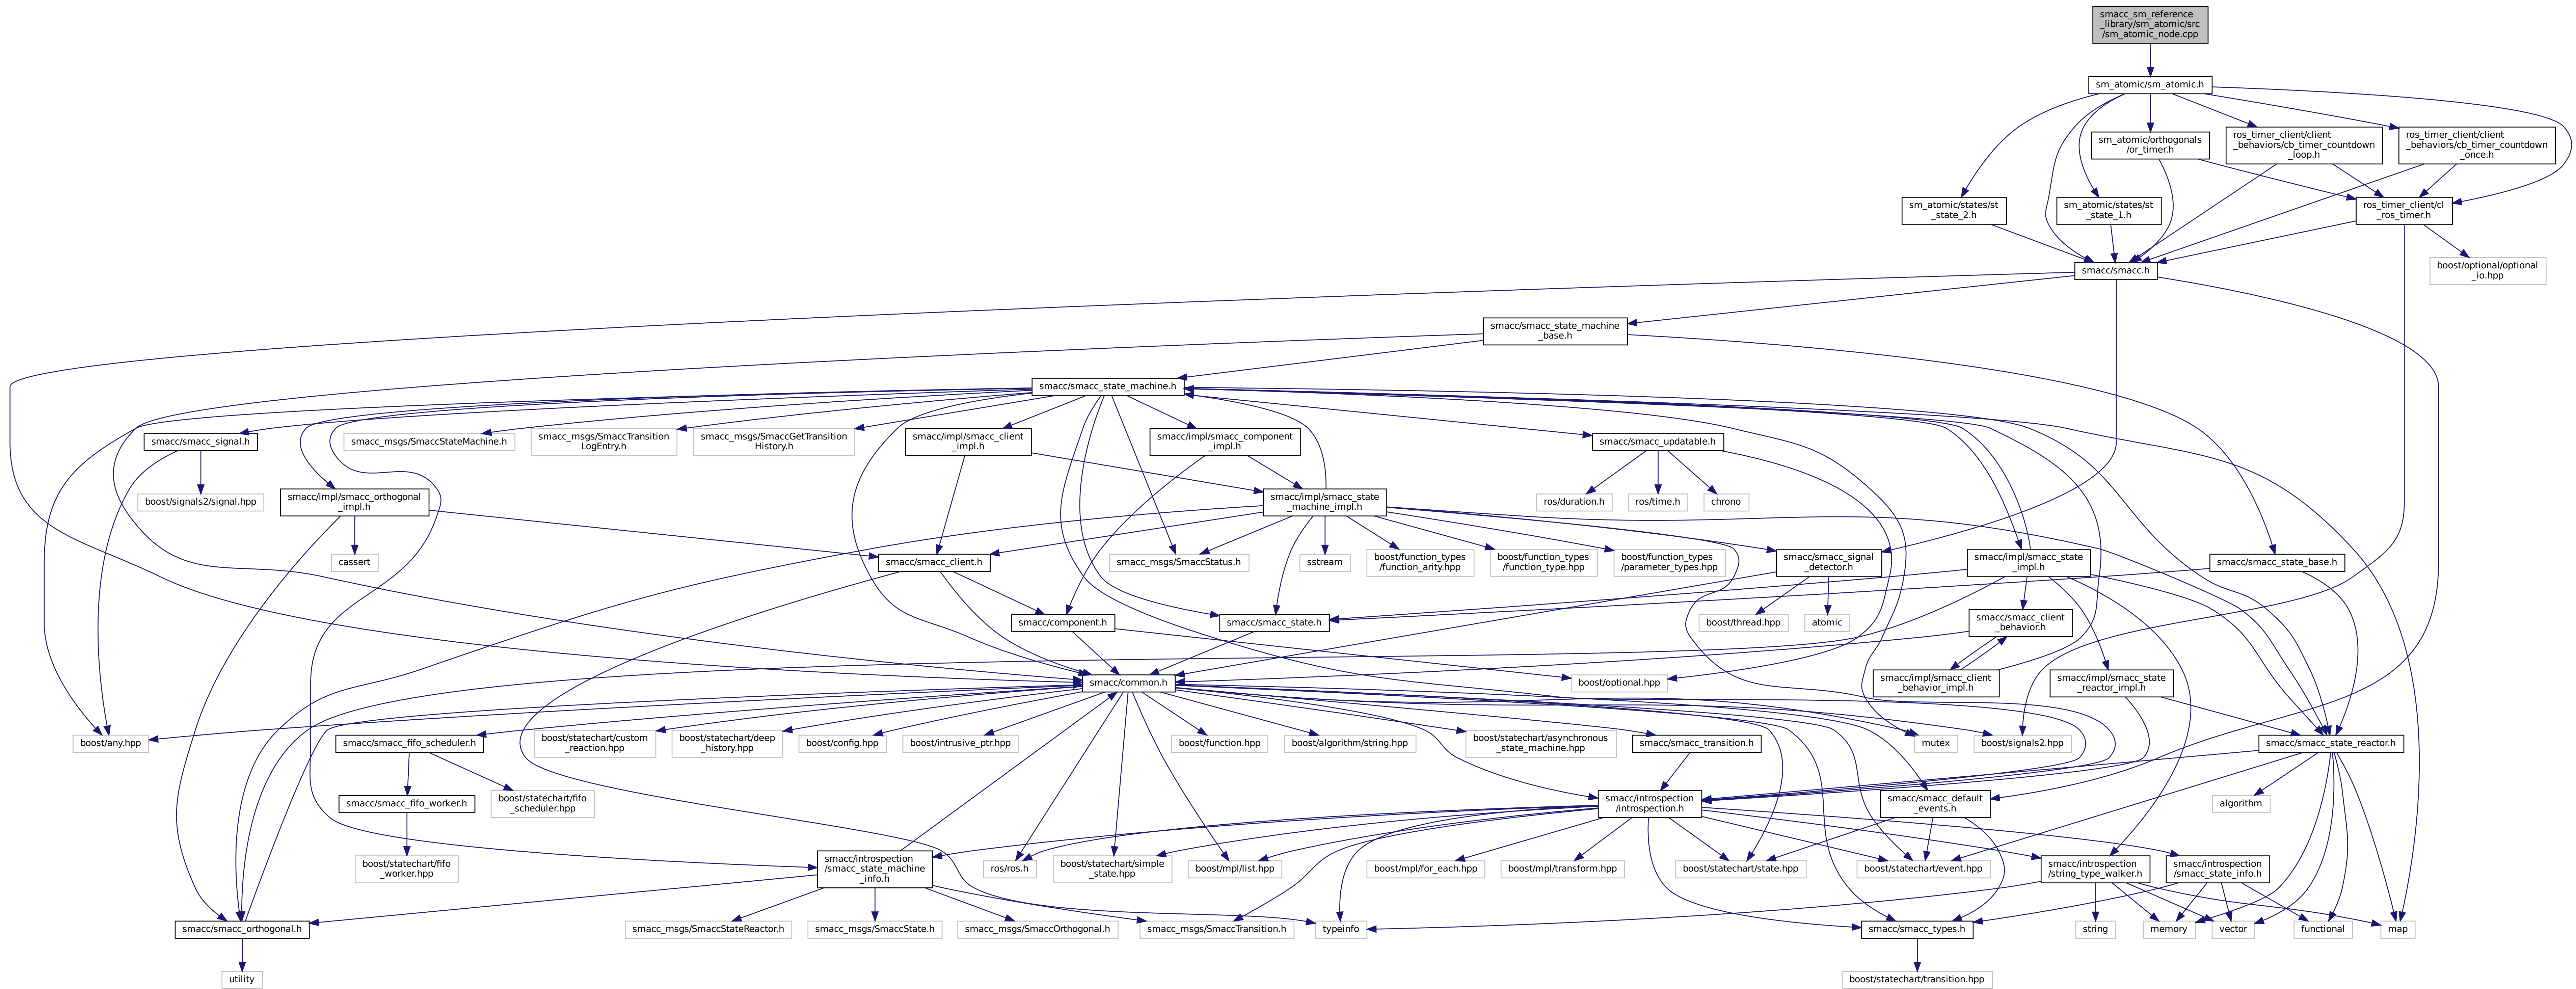 smacc_sm_reference
_library/sm_atomic/src
/sm_atomic_node.cpp
sm_atomic/sm_atomic.h
sm_atomic/orthogonals
/or_timer.h
ros_timer_client/client
_behaviors/cb_timer_countdown
_loop.h
ros_timer_client/client
_behaviors/cb_timer_countdown
_once.h
sm_atomic/states/st
_state_2.h
sm_atomic/states/st
_state_1.h
ros_timer_client/cl
_ros_timer.h
smacc/smacc.h
boost/optional/optional
_io.hpp
smacc/smacc_state_machine
_base.h
smacc/smacc_state_machine.h
smacc/smacc_signal.h
smacc_msgs/SmaccStateMachine.h
smacc_msgs/SmaccTransition
LogEntry.h
smacc_msgs/SmaccGetTransition
History.h
smacc/impl/smacc_client
_impl.h
smacc/impl/smacc_component
_impl.h
smacc/smacc_updatable.h
boost/signals2/signal.hpp
smacc/impl/smacc_orthogonal
_impl.h
smacc/impl/smacc_state
_machine_impl.h
ros/duration.h
ros/time.h
chrono
cassert
smacc/smacc_client.h
smacc_msgs/SmaccStatus.h
sstream
boost/function_types
/function_arity.hpp
boost/function_types
/function_type.hpp
boost/function_types
/parameter_types.hpp
smacc/smacc_signal
_detector.h
smacc/impl/smacc_state
_impl.h
smacc/smacc_state_base.h
smacc/component.h
smacc/smacc_state.h
boost/thread.hpp
atomic
smacc/smacc_client
_behavior.h
smacc/common.h
boost/optional.hpp
smacc/impl/smacc_client
_behavior_impl.h
smacc/impl/smacc_state
_reactor_impl.h
boost/any.hpp
smacc/smacc_fifo_scheduler.h
boost/statechart/custom
_reaction.hpp
boost/statechart/deep
_history.hpp
boost/config.hpp
boost/intrusive_ptr.hpp
boost/function.hpp
boost/algorithm/string.hpp
boost/statechart/asynchronous
_state_machine.hpp
smacc/smacc_transition.h
mutex
boost/signals2.hpp
smacc/smacc_state_reactor.h
smacc/smacc_fifo_worker.h
boost/statechart/fifo
_scheduler.hpp
smacc/introspection
/introspection.h
smacc/smacc_default
_events.h
algorithm
boost/statechart/fifo
_worker.hpp
smacc/introspection
/smacc_state_machine
_info.h
ros/ros.h
boost/statechart/simple
_state.hpp
boost/mpl/list.hpp
boost/mpl/for_each.hpp
boost/mpl/transform.hpp
boost/statechart/state.hpp
boost/statechart/event.hpp
smacc/introspection
/string_type_walker.h
smacc/introspection
/smacc_state_info.h
smacc/smacc_orthogonal.h
smacc_msgs/SmaccStateReactor.h
smacc_msgs/SmaccState.h
smacc_msgs/SmaccOrthogonal.h
smacc_msgs/SmaccTransition.h
typeinfo
smacc/smacc_types.h
string
memory
vector
functional
map
utility
boost/statechart/transition.hpp